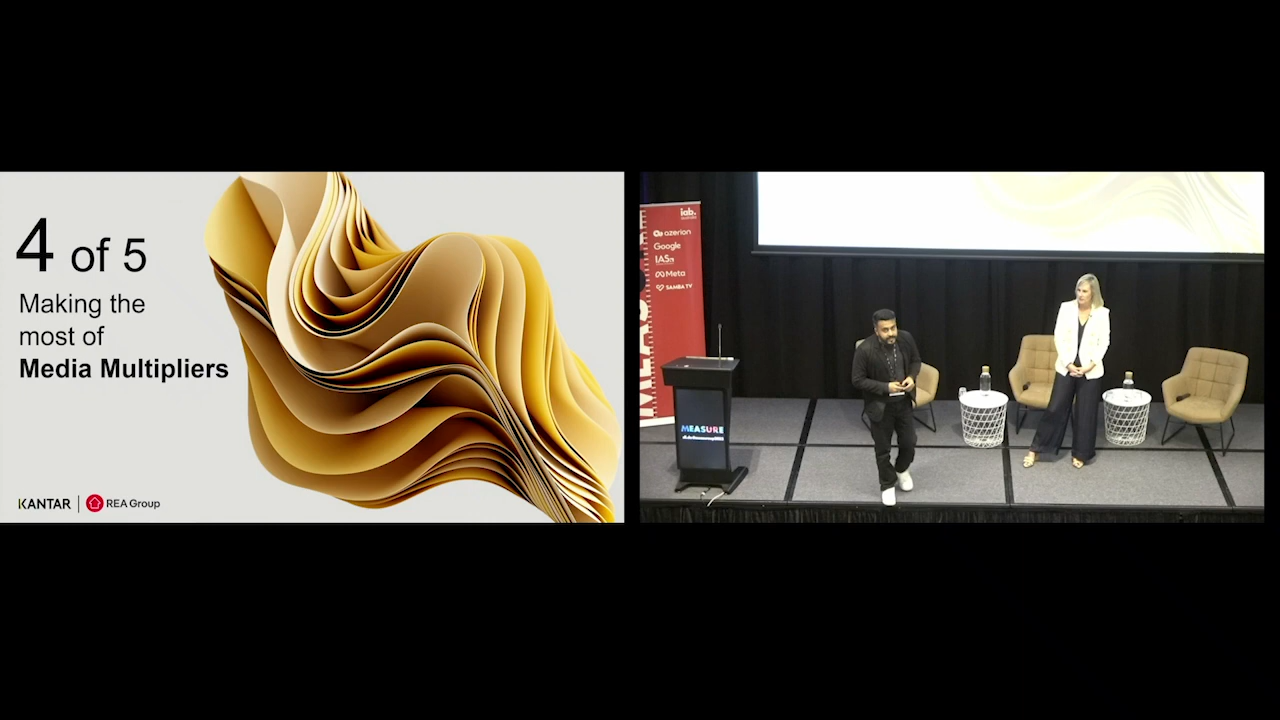 4 of 5
Making the
most of
Media Multipliers
KANTAR | REA Group
iab.
azerion
Google
IAS
Meta
SAMBA TV
MEASURE